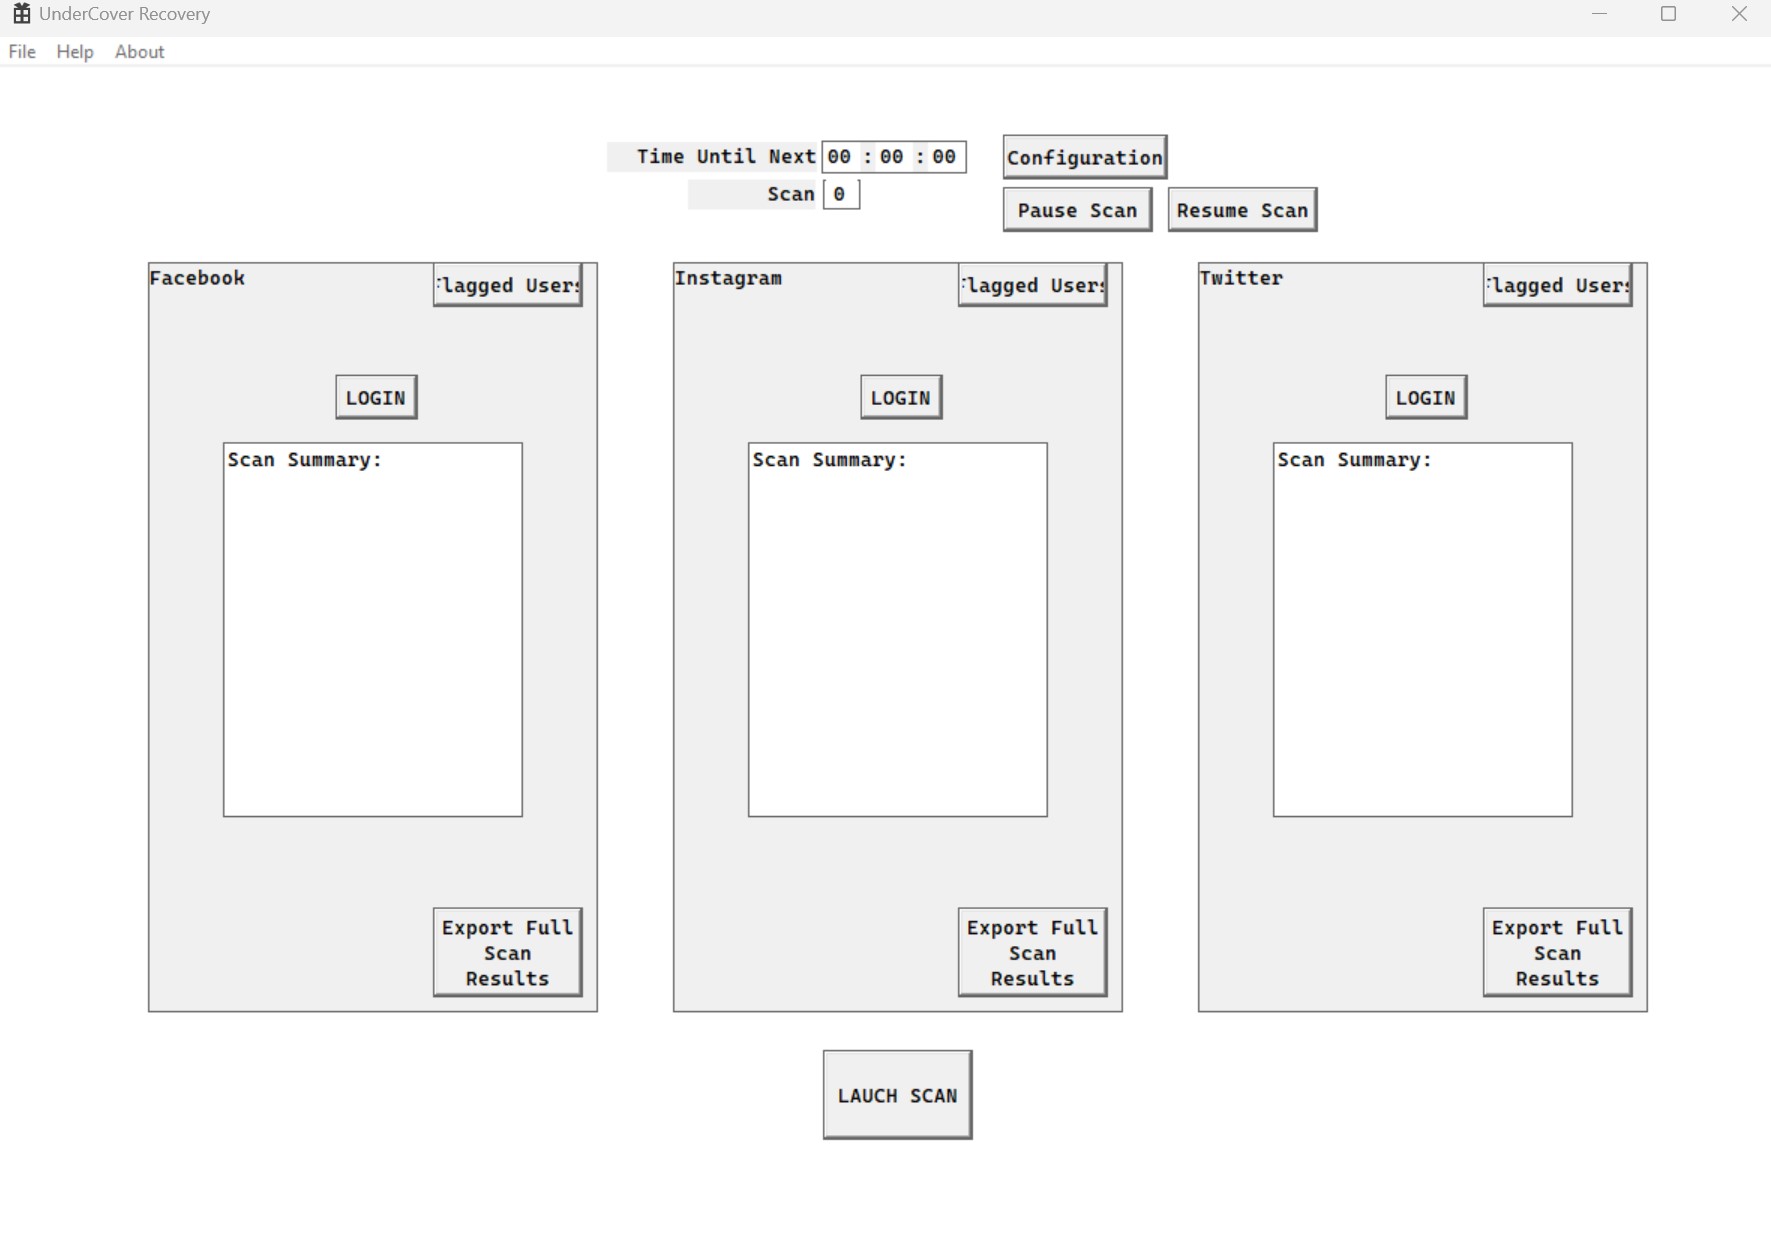 UnderCover Recovery
File Help About
Time Until Next 00 : 00 : 00
Configuration
Scan 0
Pause Scan Resume Scan
Facebook
lagged Users
LOGIN
Scan Summary:
Export Full
Scan
Results
Instagram
lagged Users
LOGIN
Scan Summary:
Export Full
Scan
Results
Twitter
lagged Users
LOGIN
Scan Summary:
Export Full
Scan
Results
LAUCH SCAN